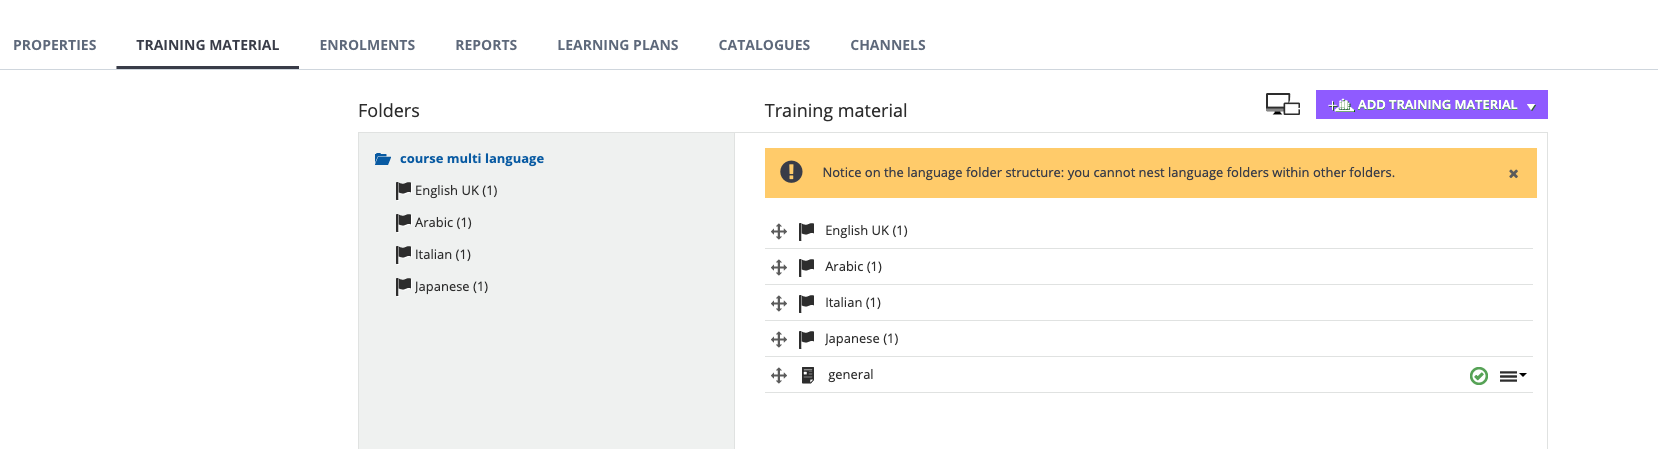 PROPERTIES TRAINING MATERIAL ENROLMENTS REPORTS LEARNING PLANS CATALOGUES CHANNELS
Folders
course multi language
English UK (1)
Arabic (1)
Italian (1)
Japanese (1)
Training material
ADD TRAINING MATERIAL
Notice on the language folder structure: you cannot nest language folders within other folders.
English UK (1)
Arabic (1)
Italian (1)
Japanese (1)
general